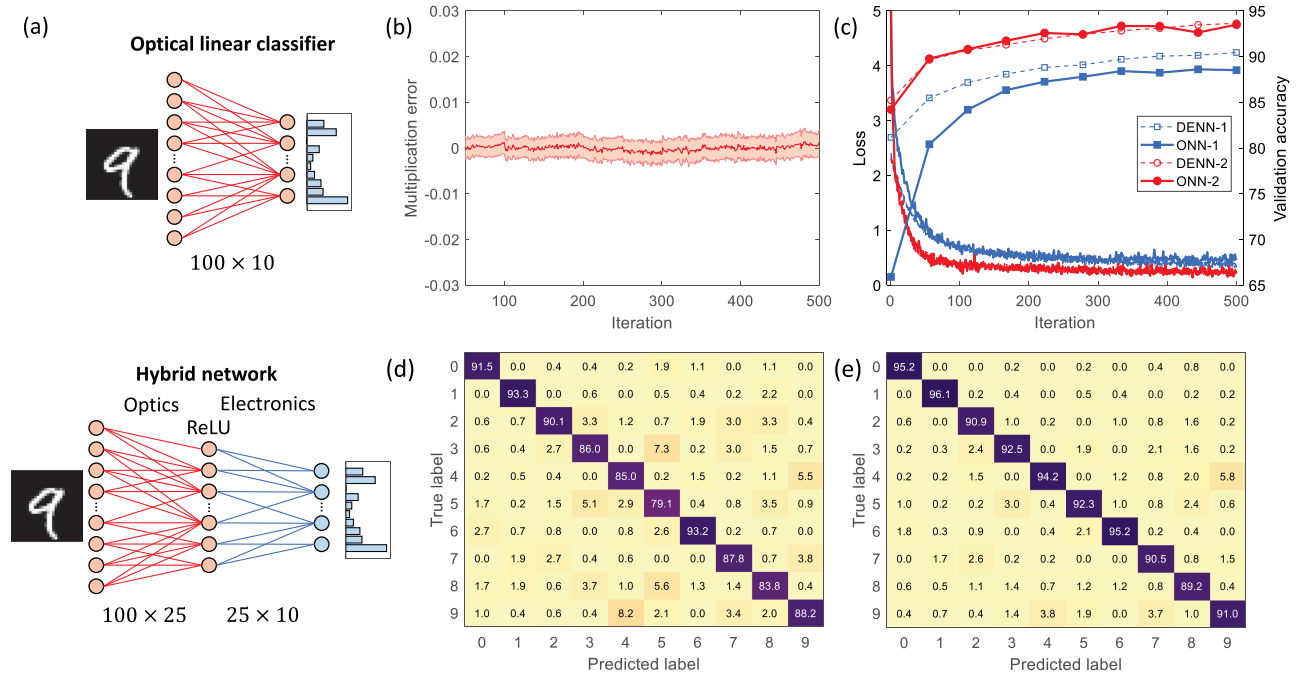 (a)
Optical linear classifier
100 × 10
Hybrid network
Optics Electronics
ReLU
100 × 25 25 × 10
(b)
0.03
0.02
0.01
0
-0.01
-0.02
-0.03
Multiplication error
100 200 300 400 500
Iteration
(c)
5
4
3
2
1
0
Loss
95
90
85
80
75
70
65
Validation accuracy
DENN-1
ONN-1
DENN-2
ONN-2
0 100 200 300 400 500
Iteration
(d)
True label
0 91.5 0.0 0.4 0.4 0.2 1.9 1.1 0.0 1.1 0.0
1 0.0 93.3 0.0 0.6 0.0 0.5 0.4 0.2 2.2 0.0
2 0.6 0.7 90.1 3.3 1.2 0.7 1.9 3.0 3.3 0.4
3 0.6 0.4 2.7 86.0 0.0 7.3 0.2 3.0 2.0 0.4
4 0.2 0.5 0.4 0.0 85.0 0.2 1.5 0.2 1.1 5.5
5 1.7 0.2 1.5 5.1 2.9 79.1 0.4 0.8 3.5 0.9
6 2.7 0.7 0.8 0.0 0.8 2.6 93.2 0.2 0.7 0.0
7 0.0 1.9 2.7 0.4 0.6 0.0 0.0 87.8 0.9 3.8
8 1.7 1.9 0.6 3.7 1.0 5.6 1.3 1.4 83.8 0.9
9 1.0 0.4 0.6 0.4 8.2 2.1 0.0 3.4 2.0 88.2
0 1 2 3 4 5 6 7 8 9
Predicted label
(e)
True label
95.2 0.0 0.0 0.2 0.0 0.2 0.0 0.4 0.8 0.0
0.0 96.1 0.2 0.4 0.0 0.5 0.4 0.2 0.4 0.2
0.2 0.6 90.9 1.0 0.2 0.0 1.0 0.8 1.6 0.2
0.2 0.3 2.4 92.5 0.0 1.9 0.0 2.1 1.6 0.2
0.2 0.2 1.5 0.0 94.2 0.0 1.2 0.8 2.0 5.8
1.0 0.2 0.2 3.0 0.4 92.3 1.0 0.8 2.4 0.6
1.8 0.3 0.9 0.0 0.4 2.1 95.2 0.0 0.4 0.0
0.0 1.7 2.6 0.2 0.2 0.0 0.0 90.5 0.8 1.5
0.6 0.5 1.1 1.4 0.7 1.2 1.2 0.8 89.2 0.4
0.4 0.7 0.4 1.4 3.8 1.9 0.0 3.7 1.0 91.0
0 1 2 3 4 5 6 7 8 9
Predicted label